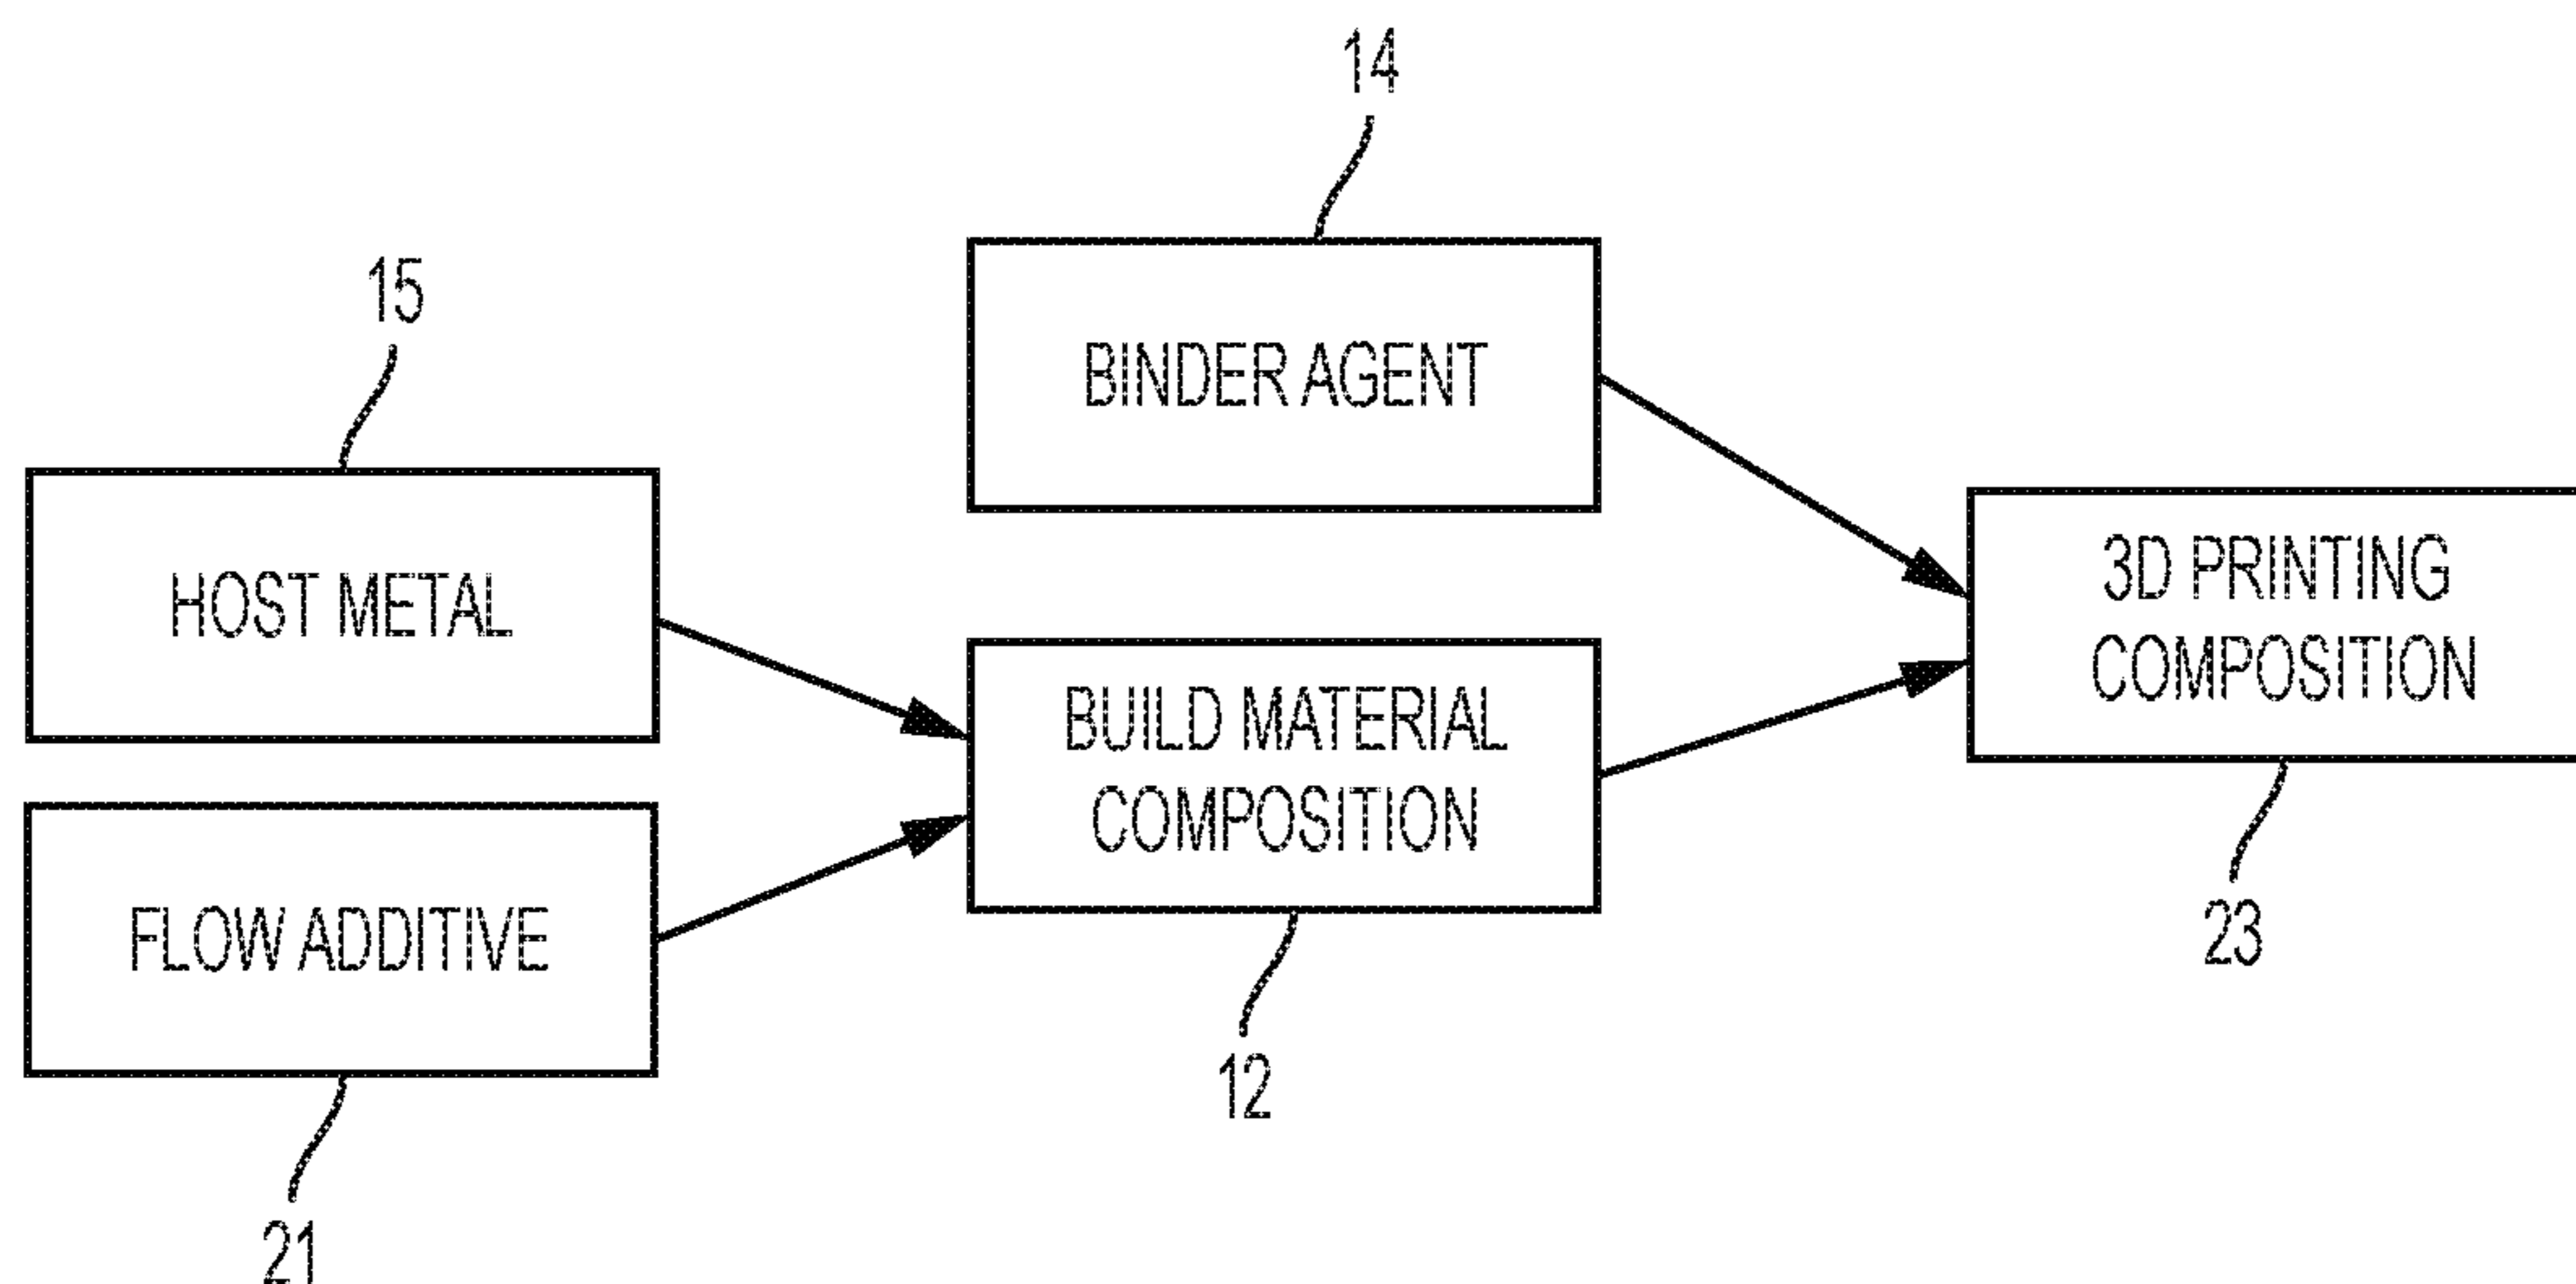 14
15
BINDER AGENT
HOST METAL
3D PRINTING
COMPOSITION
BUILD MATERIAL
COMPOSITION
FLOW ADDITIVE
23
12
21